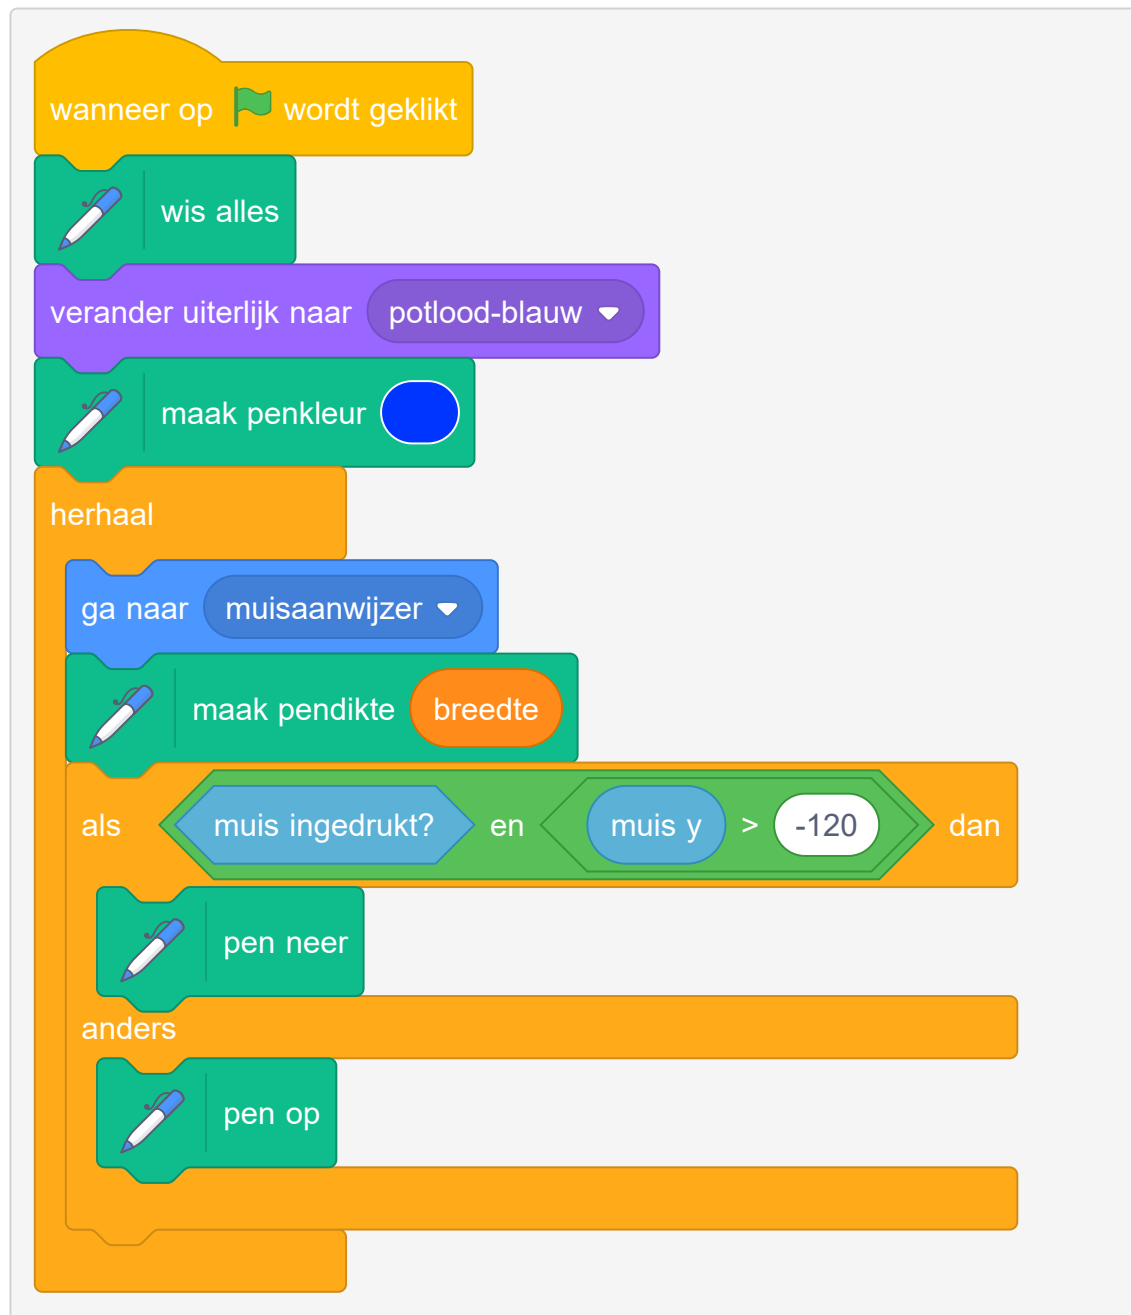 wanneer op wordt geklikt
wis alles
verander uiterlijk naar potlood-blauw
maak penkleur
herhaal
ga naar muisaanwijzer
maak pendikte breedte
als muis ingedrukt? en muis y > -120 dan
pen neer
anders
pen op